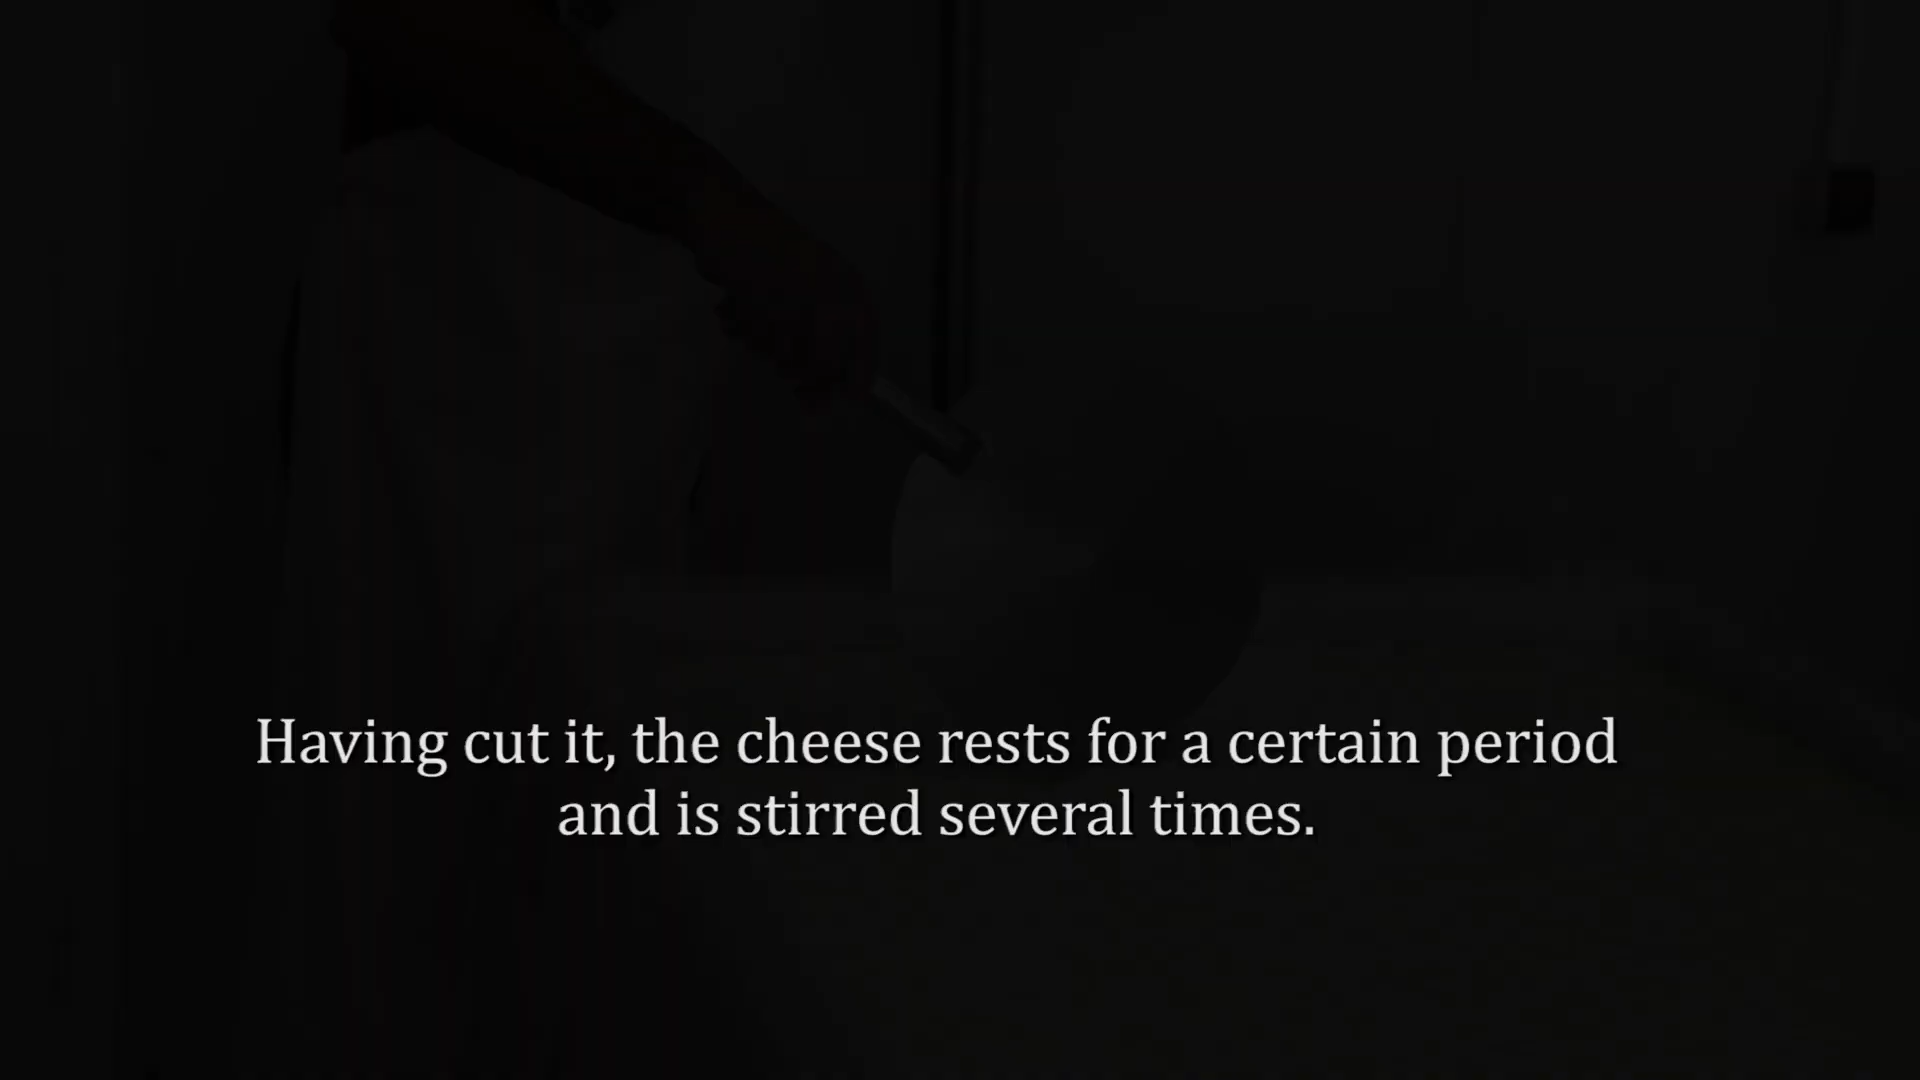 Having cut it, the cheese rests for a certain period
and is stirred several times.